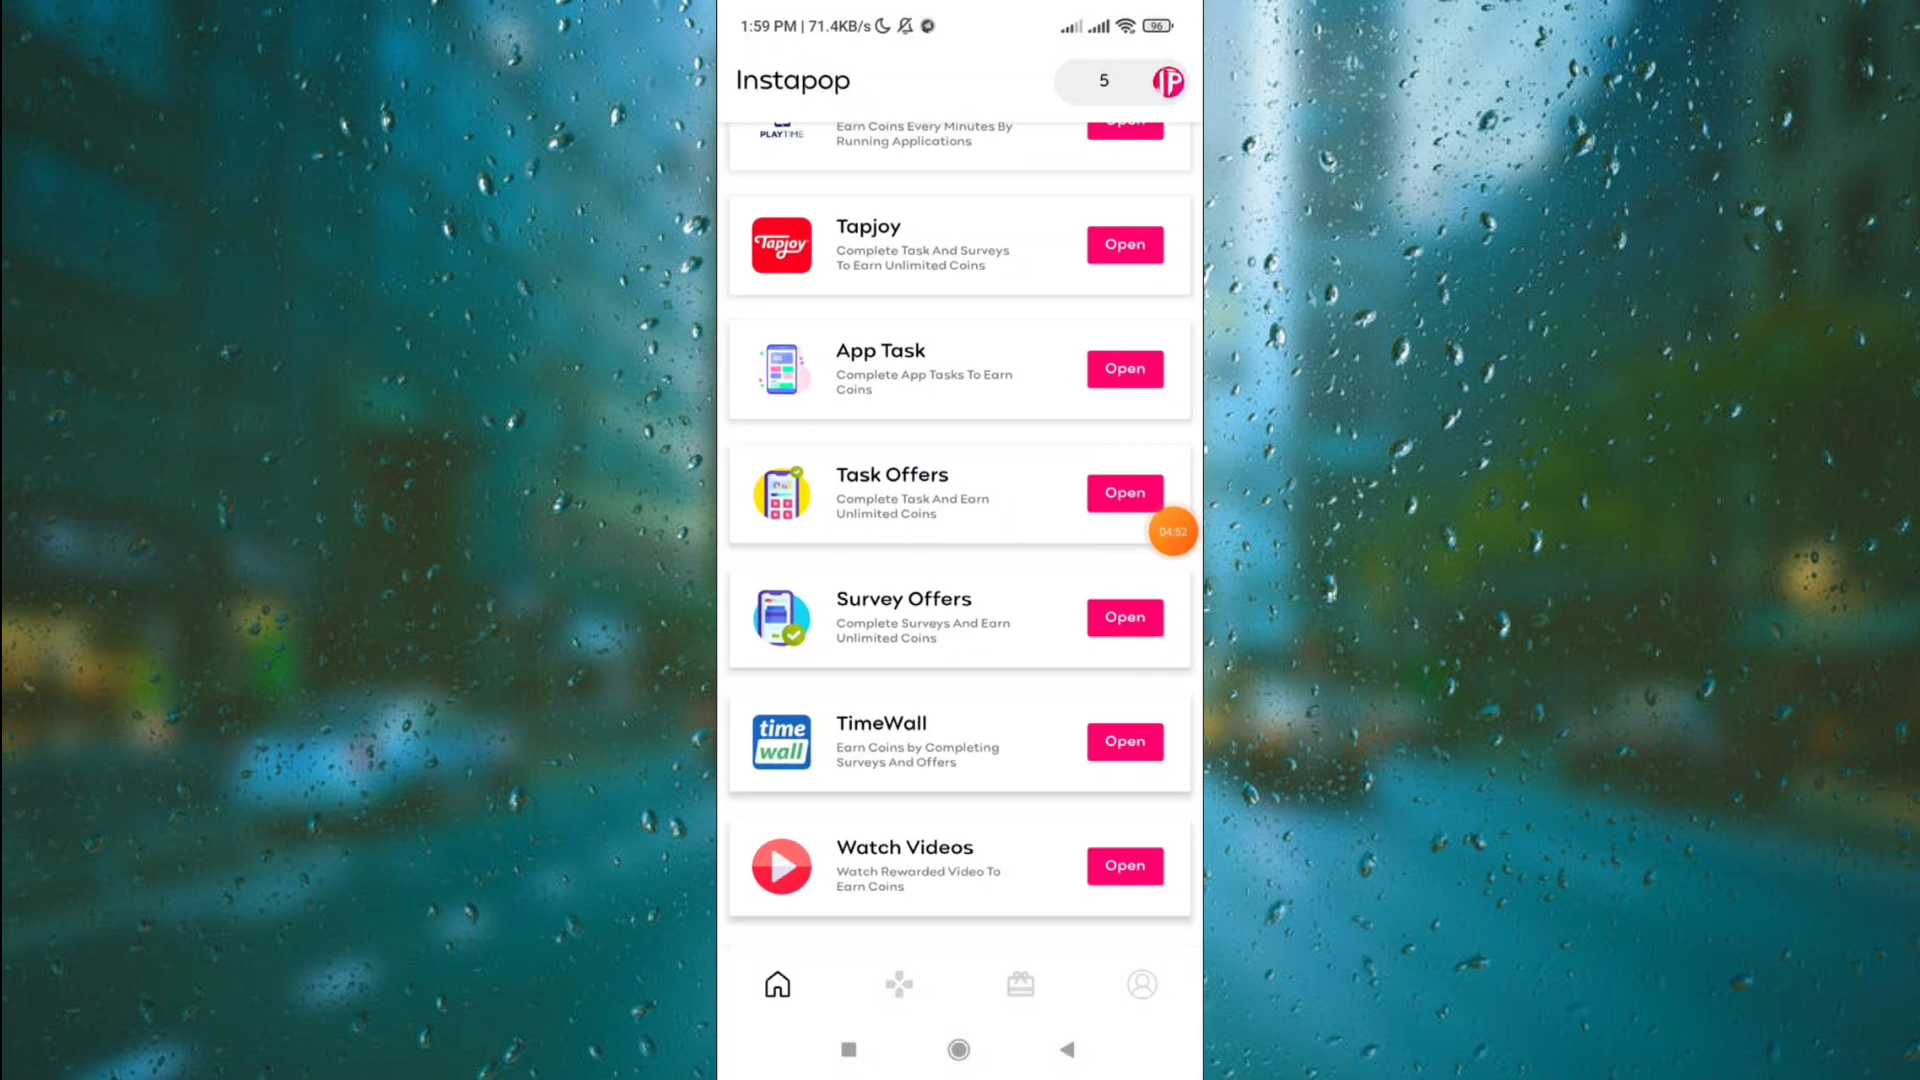 1:59 PM | 71.4KB/s
96
Instapop
5
IP
PLAYTIME
Earn Coins Every Minutes By
Running Applications
Open
Tapjoy
Tapjoy
Complete Task And Surveys
To Earn Unlimited Coins
Open
App Task
Complete App Tasks To Earn
Coins
Open
Task Offers
Complete Task And Earn
Unlimited Coins
Open
04:52
Survey Offers
Complete Surveys And Earn
Unlimited Coins
Open
time
wall
TimeWall
Earn Coins by Completing
Surveys And Offers
Open
Watch Videos
Watch Rewarded Video To
Earn Coins
Open